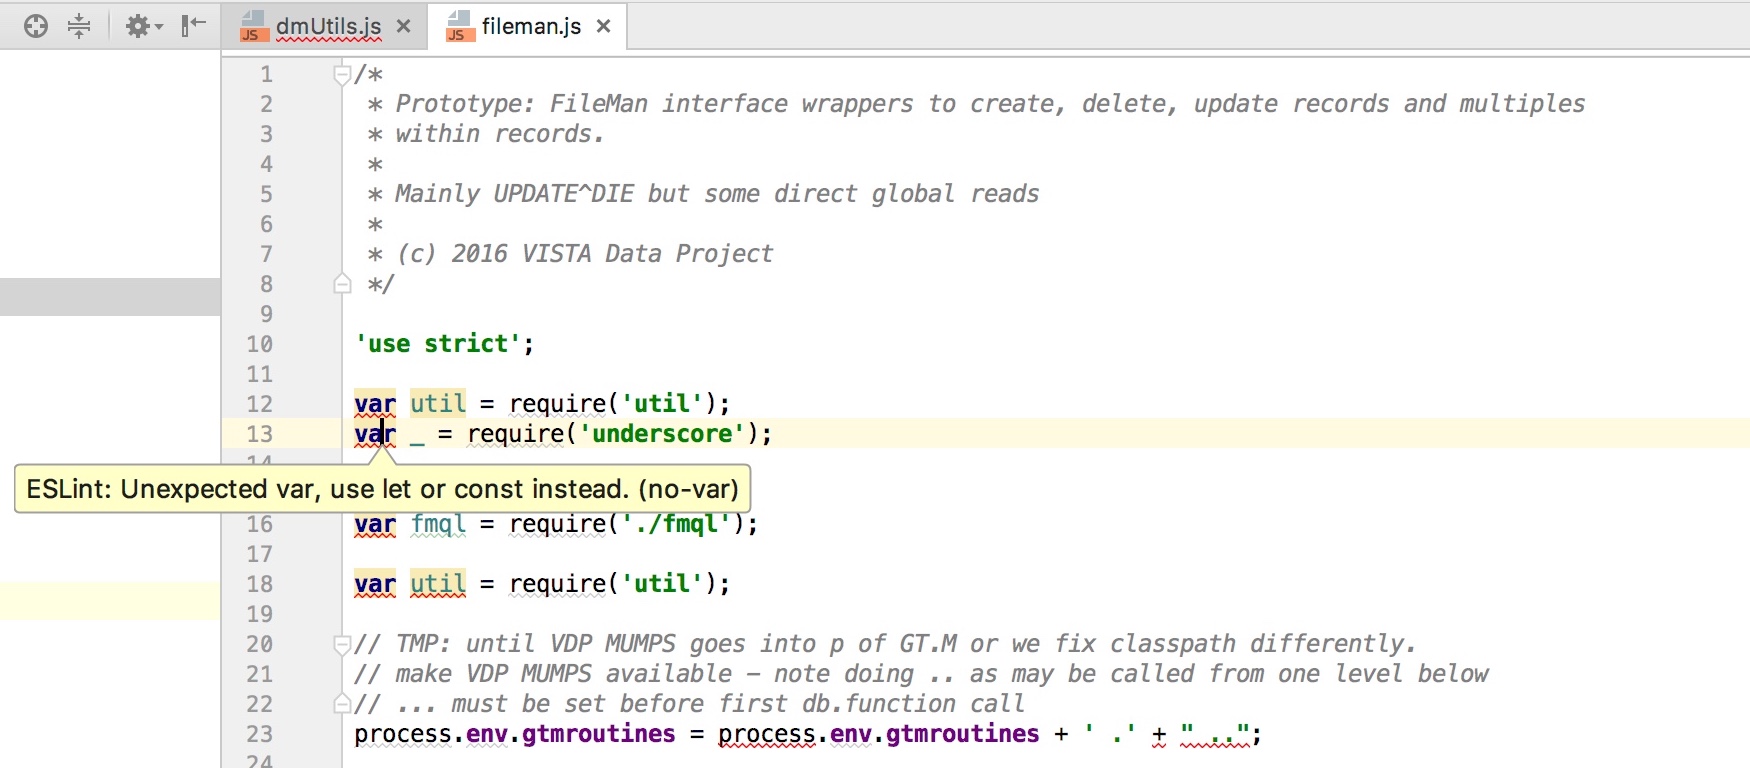 JS dmUtils.js × JS fileman.js ×
1 /*
2 * Prototype: FileMan interface wrappers to create, delete, update records and multiples
3 * within records.
4 *
5 * Mainly UPDATE^DIE but some direct global reads
6 *
7 * (c) 2016 VISTA Data Project
8 */
9
10 'use strict';
11
12 var util = require('util');
13 var _ = require('underscore');
14
ESLint: Unexpected var, use let or const instead. (no-var)
16 var fmql = require('./fmql');
17
18 var util = require('util');
19
20 // TMP: until VDP MUMPS goes into p of GT.M or we fix classpath differently.
21 // make VDP MUMPS available – note doing .. as may be called from one level below
22 // ... must be set before first db.function call
23 process.env.gtmroutines = process.env.gtmroutines + ' .' + " ..";
24